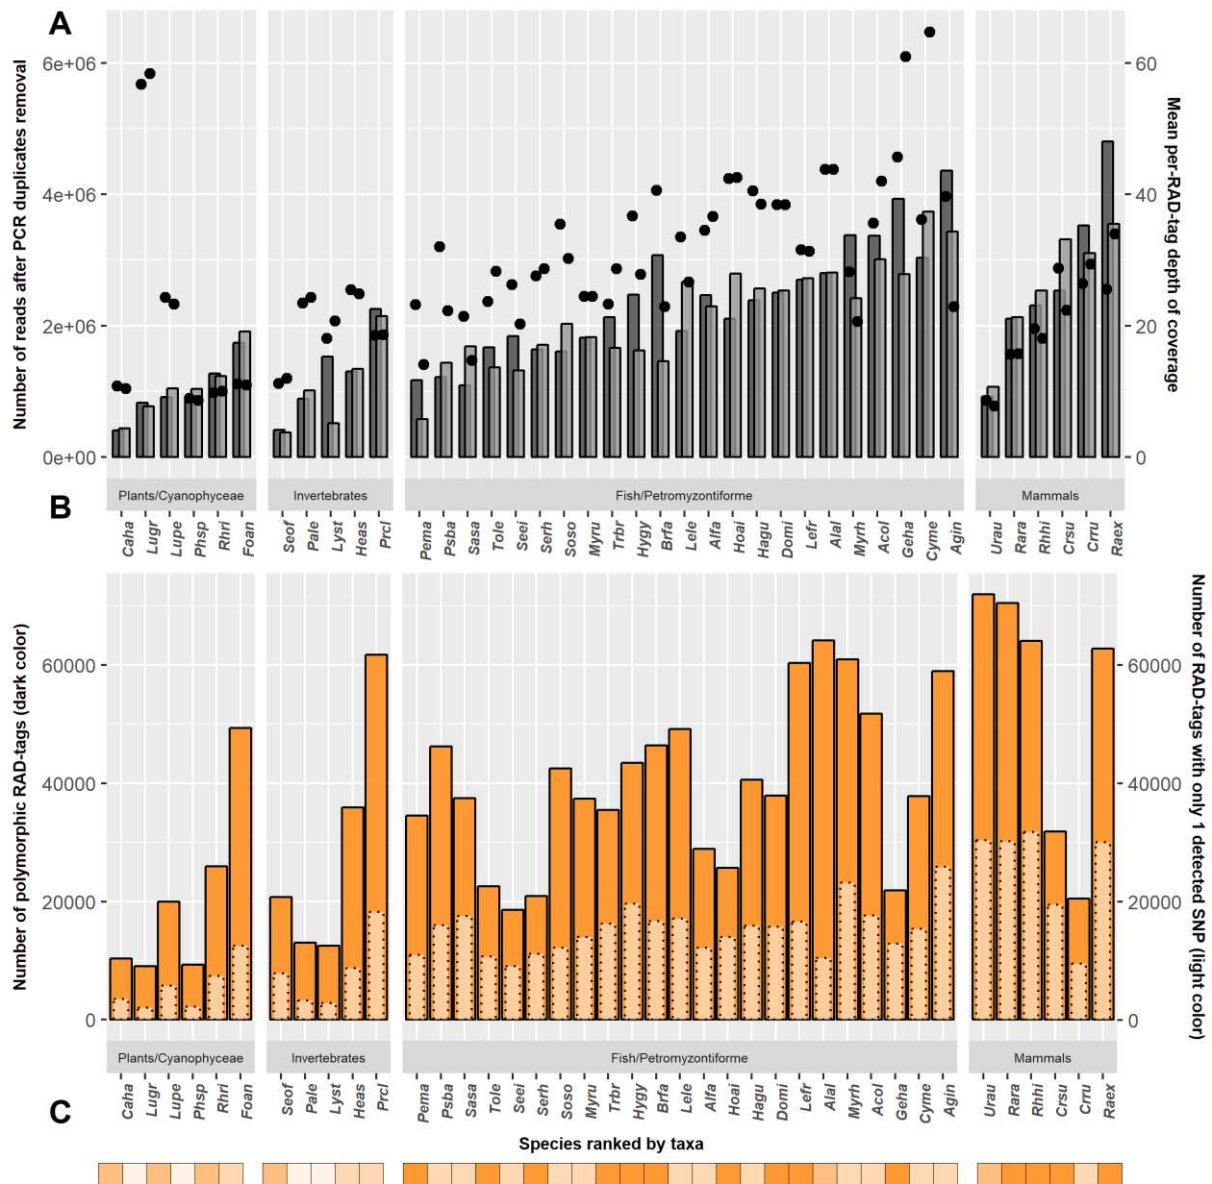 A
Number of reads after PCR duplicates removal
6e+06
4e+06
2e+06
0e+00
60
40
20
0
Mean per-RAD-tag depth of coverage
Plants/Cyanophyceae
Invertebrates
Fish/Petromyzontiforme
Mammals
Caha
Lugr
Lupe
Phsp
Rhri
Foan
Seof
Pale
Lyst
Heas
Prcl
Pema
Psba
Sasa
Tole
Seei
Serh
Soso
Myru
Trbr
Hygy
Brfa
Lele
Alfa
Hoai
Hagu
Domi
Lefr
Alal
Myrh
Acol
Geha
Cyme
Agin
Urau
Rara
Rhhi
Crsu
Crru
Raex
B
Number of polymorphic RAD-tags (dark color)
60000
40000
20000
0
60000
40000
20000
0
Number of RAD-tags with only 1 detected SNP (light color)
Plants/Cyanophyceae
Invertebrates
Fish/Petromyzontiforme
Mammals
Caha
Lugr
Lupe
Phsp
Rhri
Foan
Seof
Pale
Lyst
Heas
Prcl
Pema
Psba
Sasa
Tole
Seei
Serh
Soso
Myru
Trbr
Hygy
Brfa
Lele
Alfa
Hoai
Hagu
Domi
Lefr
Alal
Myrh
Acol
Geha
Cyme
Agin
Urau
Rara
Rhhi
Crsu
Crru
Raex
C
Species ranked by taxa